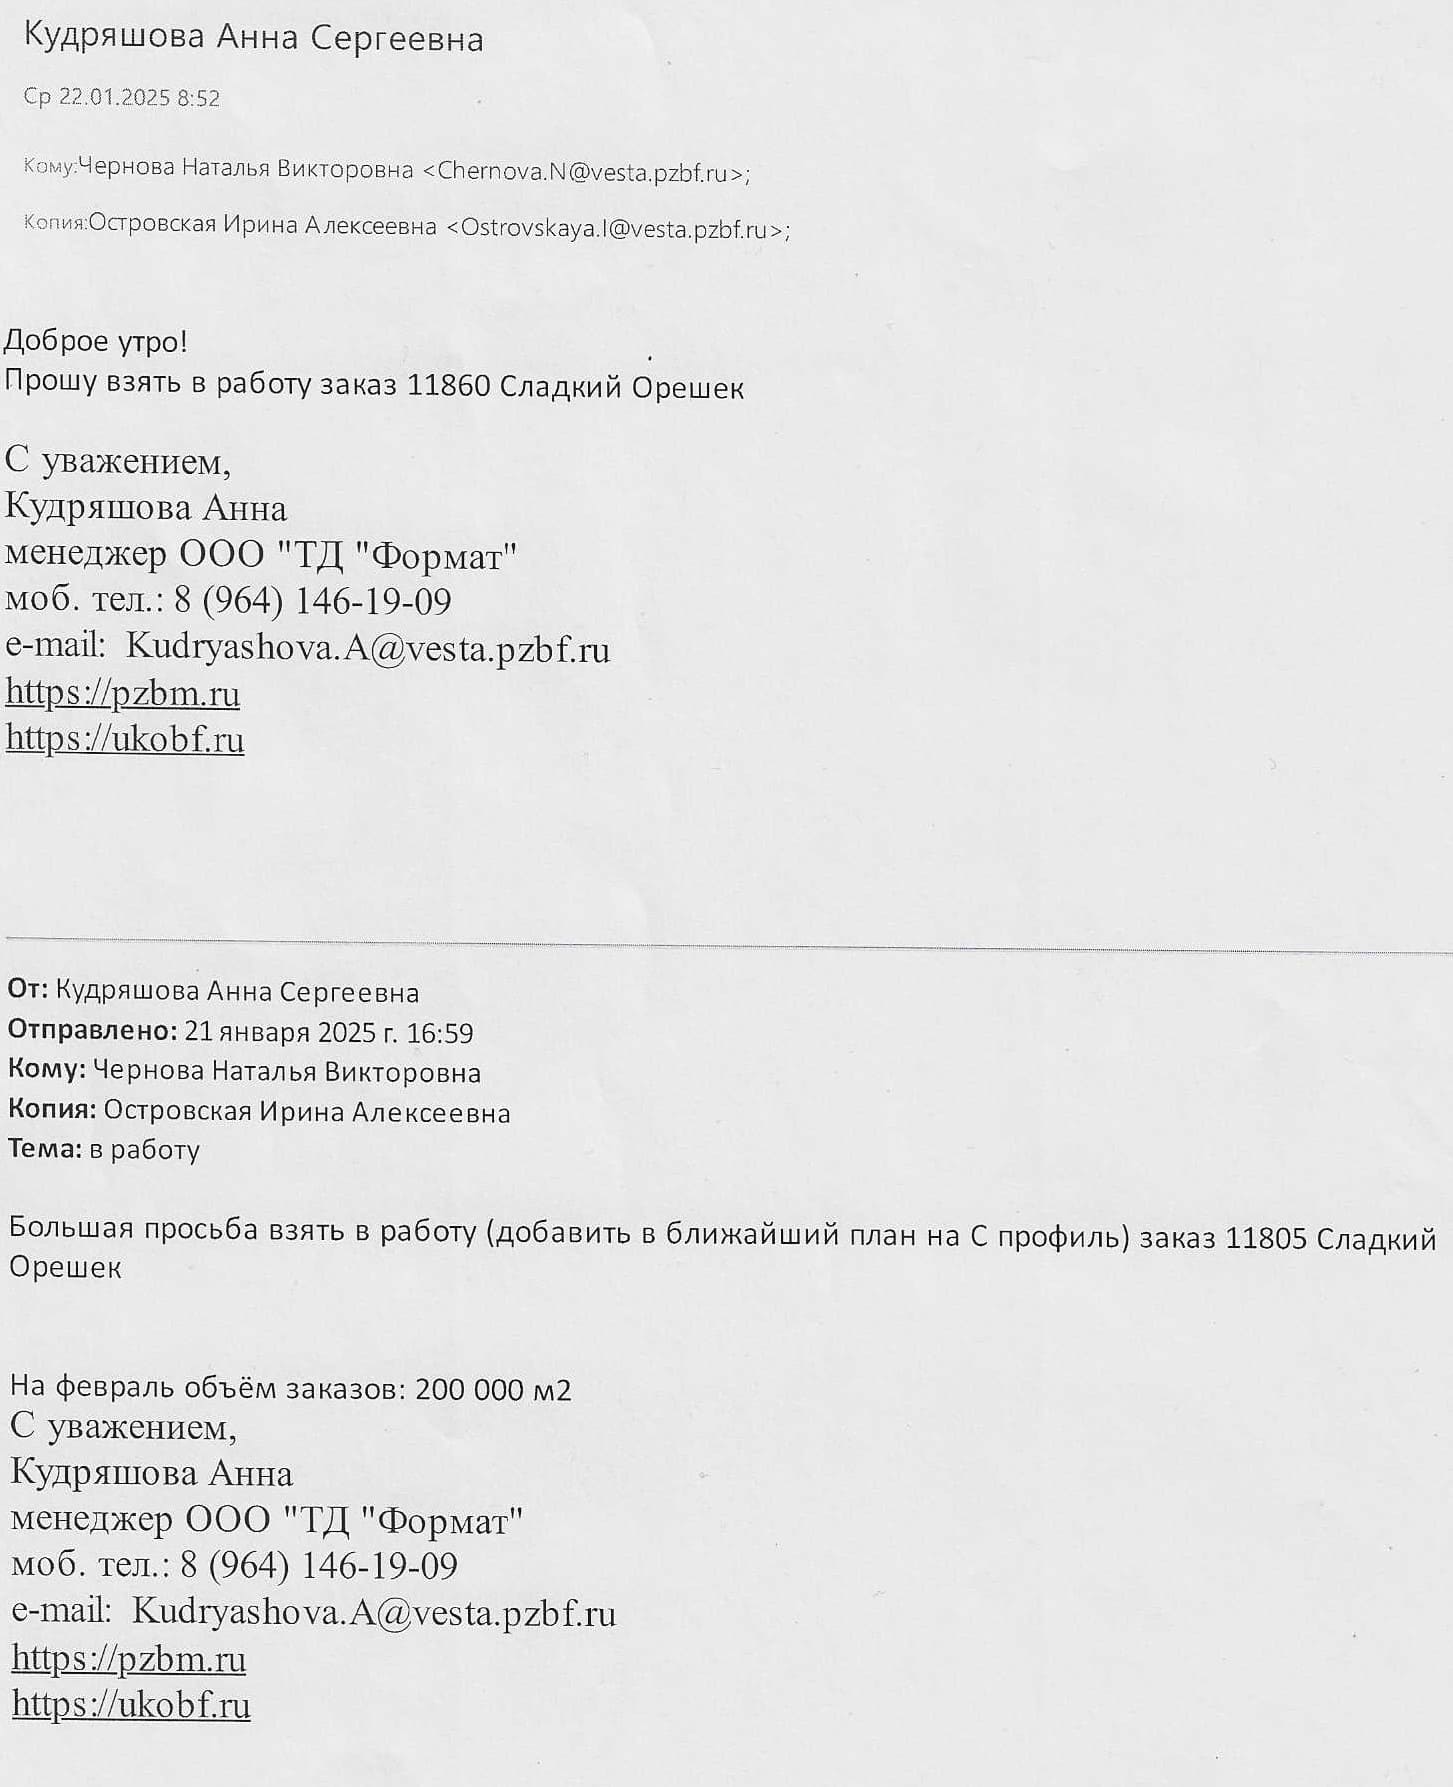 Кудряшова Анна Сергеевна
Ср 22.01.2025 8:52
Кому:Чернова Наталья Викторовна <Chernova.N@vesta.pzbf.ru>;
Копия:Островская Ирина Алексеевна <Ostrovskaya.I@vesta.pzbf.ru>;
Доброе утро!
Прошу взять в работу заказ 11860 Сладкий Орешек
С уважением,
Кудряшова Анна
менеджер ООО "ТД "Формат"
моб. тел.: 8 (964) 146-19-09
e-mail:  Kudryashova.A@vesta.pzbf.ru
https://pzbm.ru
https://ukobf.ru
От: Кудряшова Анна Сергеевна
Отправлено: 21 января 2025 г. 16:59
Кому: Чернова Наталья Викторовна
Копия: Островская Ирина Алексеевна
Тема: в работу
Большая просьба взять в работу (добавить в ближайший план на С профиль) заказ 11805 Сладкий
Орешек
На февраль объём заказов: 200 000 м2
С уважением,
Кудряшова Анна
менеджер ООО "ТД "Формат"
моб. тел.: 8 (964) 146-19-09
e-mail:  Kudryashova.A@vesta.pzbf.ru
https://pzbm.ru
https://ukobf.ru